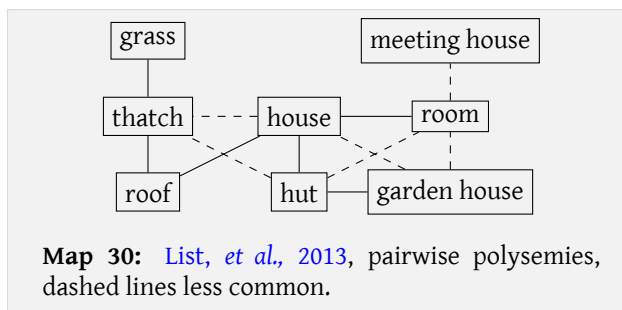 grass
meeting house
thatch
house
room
roof
hut
garden house
Map 30: List, et al., 2013, pairwise polysemies,
dashed lines less common.